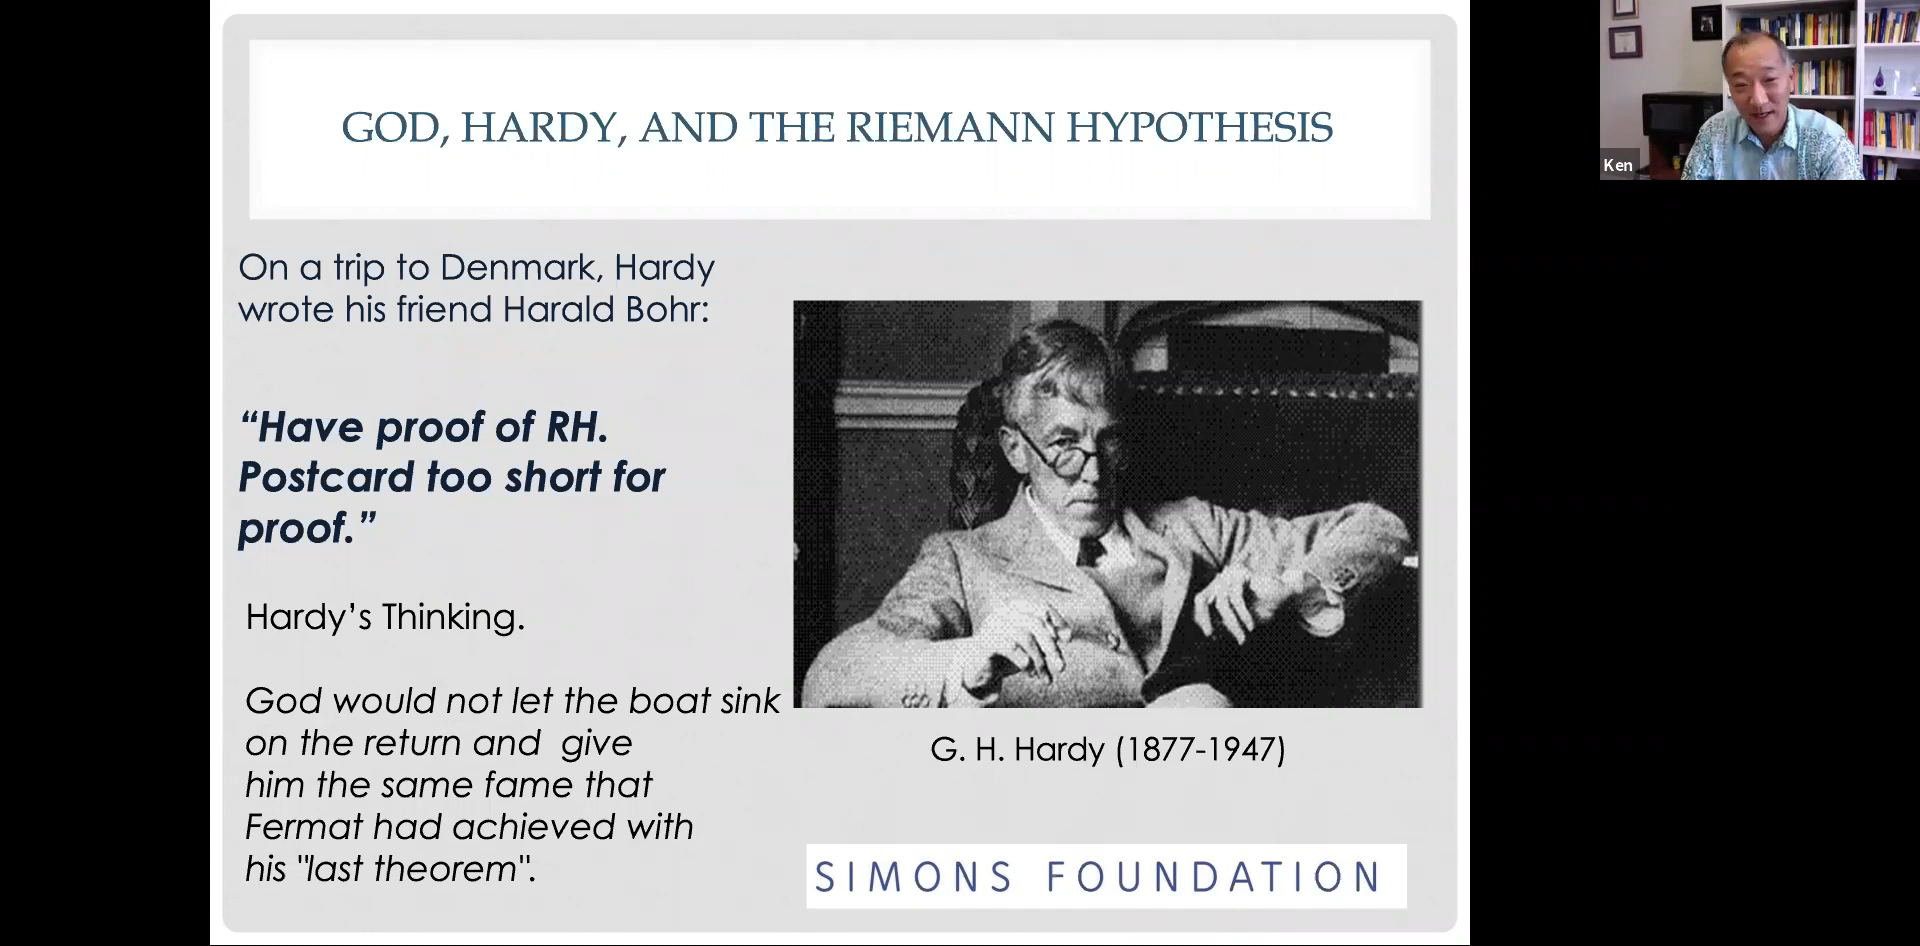 GOD, HARDY, AND THE RIEMANN HYPOTHESIS
On a trip to Denmark, Hardy
wrote his friend Harald Bohr:
“Have proof of RH.
Postcard too short for
proof.”
Hardy’s Thinking.
God would not let the boat sink
on the return and  give
him the same fame that
Fermat had achieved with
his "last theorem".
G. H. Hardy (1877-1947)
SIMONS FOUNDATION
Ken